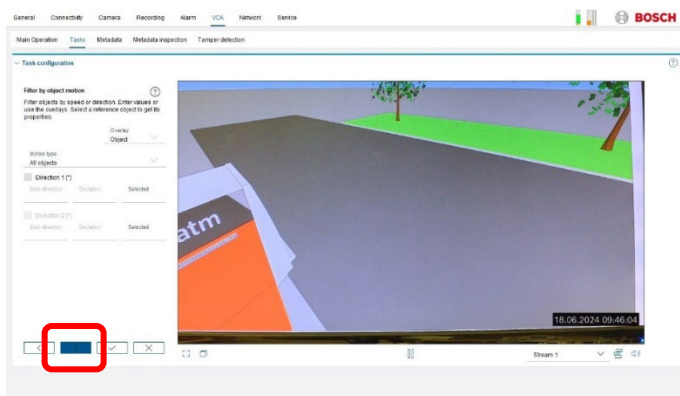 General Connectivity Camera Recording Alarm VCA Network Service
BOSCH
Main Operation Tasks Metadata Metadata inspection Tamper detection
Task configuration
Filter by object motion
Filter objects by speed or direction. Enter values or
use the overlays. Select a reference object to get its
properties.
Overlay
Object
Motion type
All objects
Direction 1 [°]
Main direction Deviation Selected
Direction 2 [°]
Main direction Deviation Selected
atm
18.06.2024 09:46:04
Stream 1